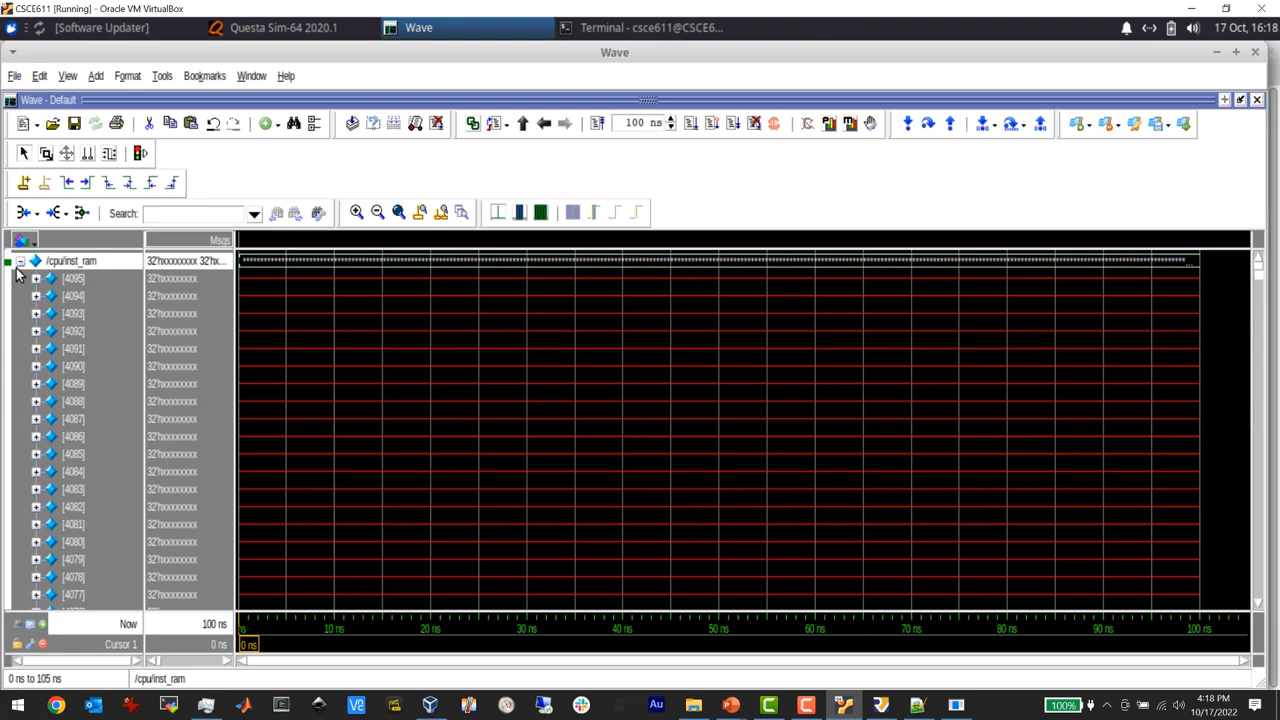 CSCE611 [Running] - Oracle VM VirtualBox
[Software Updater]
Questa Sim-64 2020.1
Wave
Terminal - csce611@CSCE6...
17 Oct, 16:18
Wave
File Edit View Add Format Tools Bookmarks Window Help
Wave - Default
100 ns
Search:
Msgs
/cpu/inst_ram 32'hxxxxxxxx 32'hx...
[4095] 32'hxxxxxxxx
[4094] 32'hxxxxxxxx
[4093] 32'hxxxxxxxx
[4092] 32'hxxxxxxxx
[4091] 32'hxxxxxxxx
[4090] 32'hxxxxxxxx
[4089] 32'hxxxxxxxx
[4088] 32'hxxxxxxxx
[4087] 32'hxxxxxxxx
[4086] 32'hxxxxxxxx
[4085] 32'hxxxxxxxx
[4084] 32'hxxxxxxxx
[4083] 32'hxxxxxxxx
[4082] 32'hxxxxxxxx
[4081] 32'hxxxxxxxx
[4080] 32'hxxxxxxxx
[4079] 32'hxxxxxxxx
[4078] 32'hxxxxxxxx
[4077] 32'hxxxxxxxx
Now 100 ns
10 ns 20 ns 30 ns 40 ns 50 ns 60 ns 70 ns 80 ns 90 ns 100 ns
Cursor 1 0 ns 0 ns
0 ns to 105 ns /cpu/inst_ram
Au
100%
4:18 PM
10/17/2022